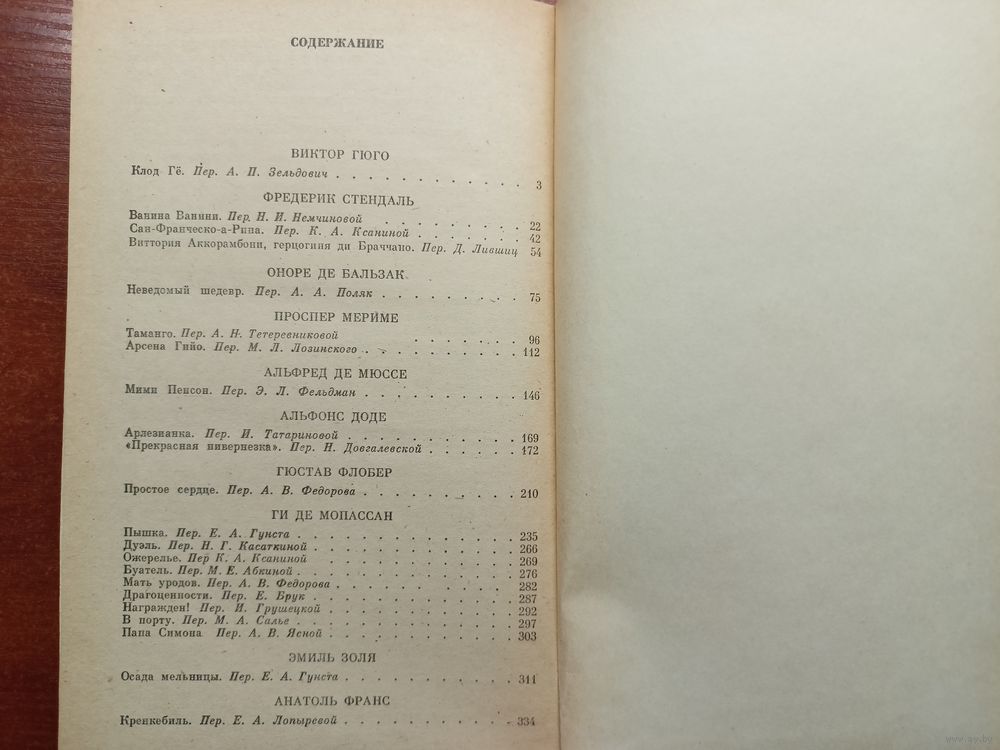 СОДЕРЖАНИЕ
ВИКТОР ГЮГО
Клод Гё. Пер. А. П. Зельдович . . . . . . . . . . . . 3
ФРЕДЕРИК СТЕНДАЛЬ
Ванина Ванини. Пер. Н. И. Немчиновой . . . . . . . . . 22
Сан-Франческо-а-Рипа. Пер. К. А. Ксаниной . . . . . . . 42
Виттория Аккорамбони, герцогиня ди Браччано. Пер. Д. Лившиц 54
ОНОРЕ ДЕ БАЛЬЗАК
Неведомый шедевр. Пер. А. А. Поляк . . . . . . . . . . 75
ПРОСПЕР МЕРИМЕ
Таманго. Пер. А. Н. Тетеревниковой . . . . . . . 96
Арсена Гийо. Пер. М. Л. Лозинского . . . . . . . . . . 112
АЛЬФРЕД ДЕ МЮССЕ
Мими Пенсон. Пер. Э. Л. Фельдман . . . . . . . . . . 146
АЛЬФОНС ДОДЕ
Арлезианка. Пер. И. Татариновой . . . . . . . . . . . 169
«Прекрасная нивернезка». Пер. Н. Довгалевской . . . . . . 172
ГЮСТАВ ФЛОБЕР
Простое сердце. Пер. А. В. Федорова . . . . . . . . . . 210
ГИ ДЕ МОПАССАН
Пышка. Пер. Е. А. Гунста . . . . . . . . . . . . . . 235
Дуэль. Пер. Н. Г. Касаткиной . . . . . . . . . . . . . 266
Ожерелье. Пер К. А. Ксаниной . . . . . . . . . . . . 269
Буатель. Пер. М. Е. Абкиной . . . . . . . . . . . . . 276
Мать уродов. Пер. А. В. Федорова . . . . . . . . . . . 282
Драгоценности. Пер. Е. Брук . . . . . . . . . . . . . 287
Награжден! Пер. И. Грушецкой . . . . . . . . . . . . 292
В порту. Пер. М. А. Салье . . . . . . . . . . . . . . 297
Папа Симона Пер. А. В. Ясной . . . . . . . . . . . . 303
ЭМИЛЬ ЗОЛЯ
Осада мельницы. Пер. Е. А. Гунста . . . . . . . . . . . 311
АНАТОЛЬ ФРАНС
Кренкебиль. Пер. Е. А. Лопыревой . . . . . . . . . . . 334
www.ay.by